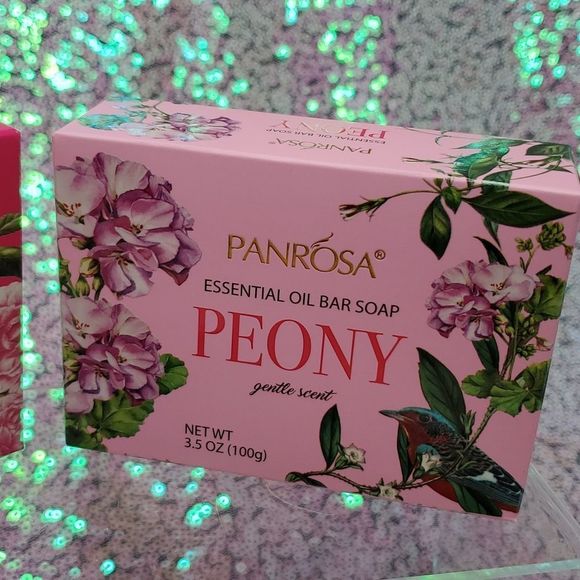 PANROSA
ESSENTIAL OIL BAR SOAP
PEONY
PANRÓSA®
ESSENTIAL OIL BAR SOAP
PEONY
gentle scent
NET WT
3.5 OZ (100g)